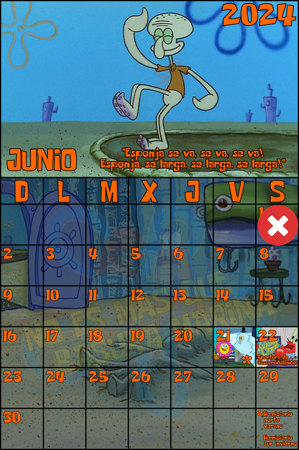 2024
"Esponja se va, se va, se va!
Esponja, se larga, se larga, se larga!"
JUNIO
D L M X J V S
2 3 4 5 6 7 8
9 10 11 12 13 14 15
16 17 18 19 20 21 22
23 24 25 26 27 28 29
30